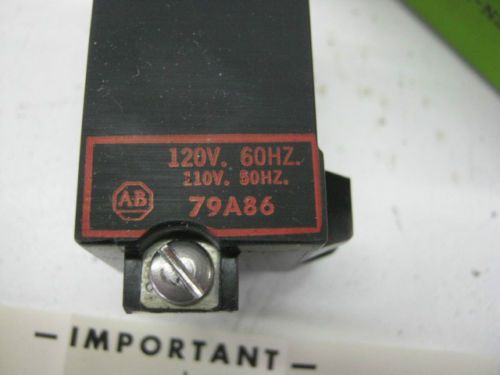 120V. 60HZ.
110V. 50HZ.
AB 79A86
— IMPORTANT —